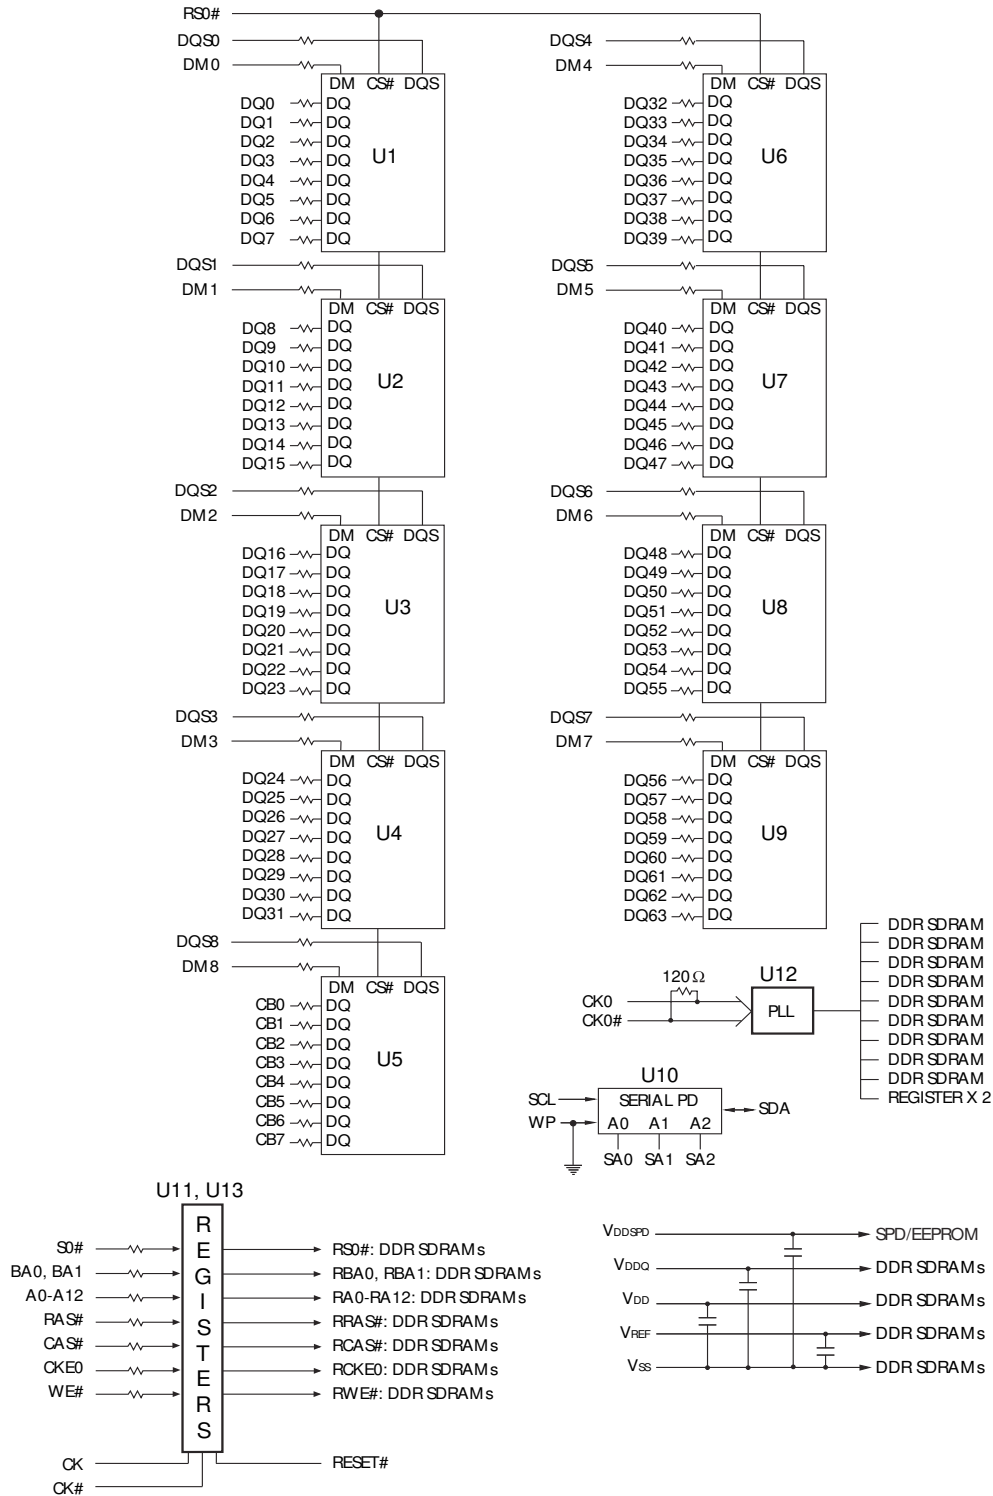 RS0#
DQS0
DM0
DM CS# DQS
DQ0 DQ
DQ1 DQ
DQ2 DQ
DQ3 DQ
DQ4 DQ
DQ5 DQ
DQ6 DQ
DQ7 DQ
U1
DQS1
DM1
DM CS# DQS
DQ8 DQ
DQ9 DQ
DQ10 DQ
DQ11 DQ
DQ12 DQ
DQ13 DQ
DQ14 DQ
DQ15 DQ
U2
DQS2
DM2
DM CS# DQS
DQ16 DQ
DQ17 DQ
DQ18 DQ
DQ19 DQ
DQ20 DQ
DQ21 DQ
DQ22 DQ
DQ23 DQ
U3
DQS3
DM3
DM CS# DQS
DQ24 DQ
DQ25 DQ
DQ26 DQ
DQ27 DQ
DQ28 DQ
DQ29 DQ
DQ30 DQ
DQ31 DQ
U4
DQS8
DM8
DM CS# DQS
CB0 DQ
CB1 DQ
CB2 DQ
CB3 DQ
CB4 DQ
CB5 DQ
CB6 DQ
CB7 DQ
U5
DQS4
DM4
DM CS# DQS
DQ32 DQ
DQ33 DQ
DQ34 DQ
DQ35 DQ
DQ36 DQ
DQ37 DQ
DQ38 DQ
DQ39 DQ
U6
DQS5
DM5
DM CS# DQS
DQ40 DQ
DQ41 DQ
DQ42 DQ
DQ43 DQ
DQ44 DQ
DQ45 DQ
DQ46 DQ
DQ47 DQ
U7
DQS6
DM6
DM CS# DQS
DQ48 DQ
DQ49 DQ
DQ50 DQ
DQ51 DQ
DQ52 DQ
DQ53 DQ
DQ54 DQ
DQ55 DQ
U8
DQS7
DM7
DM CS# DQS
DQ56 DQ
DQ57 DQ
DQ58 DQ
DQ59 DQ
DQ60 DQ
DQ61 DQ
DQ62 DQ
DQ63 DQ
U9
120Ω
U12
CK0
CK0#
PLL
DDR SDRAM
DDR SDRAM
DDR SDRAM
DDR SDRAM
DDR SDRAM
DDR SDRAM
DDR SDRAM
DDR SDRAM
DDR SDRAM
REGISTER X 2
U10
SCL
WP
SERIAL PD
A0 A1 A2
SDA
SA0 SA1 SA2
U11, U13
REGISTERS
S0#
BA0, BA1
A0-A12
RAS#
CAS#
CKE0
WE#
CK
CK#
RS0#: DDR SDRAMs
RBA0, RBA1: DDR SDRAMs
RA0-RA12: DDR SDRAMs
RRAS#: DDR SDRAMs
RCAS#: DDR SDRAMs
RCKE0: DDR SDRAMs
RWE#: DDR SDRAMs
RESET#
VDDSPD SPD/EEPROM
VDDQ DDR SDRAMs
VDD DDR SDRAMs
VREF DDR SDRAMs
VSS DDR SDRAMs